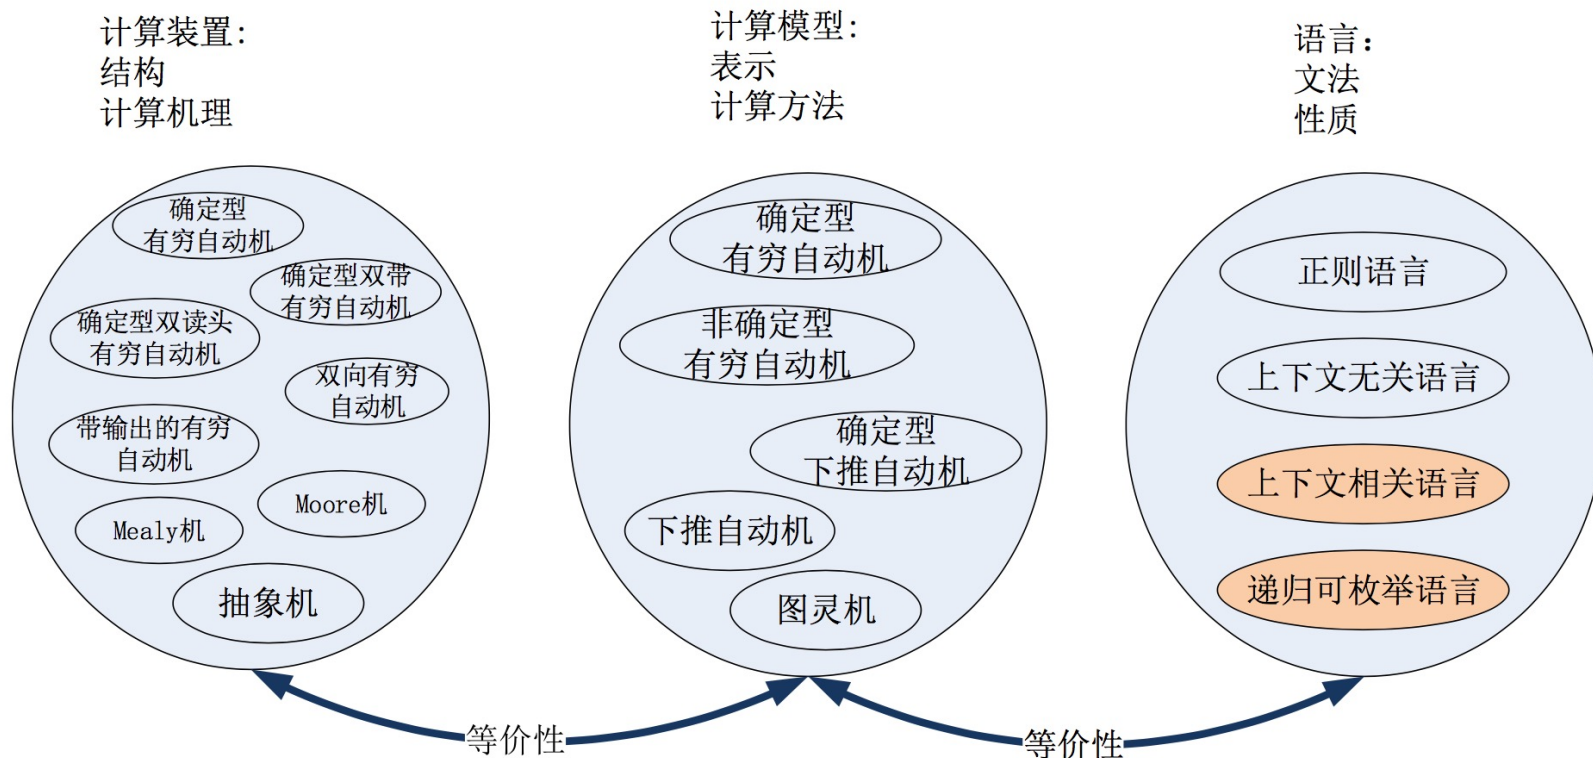 计算装置:
结构
计算机理
计算模型:
表示
计算方法
语言：
文法
性质
确定型
有穷自动机
确定型双带
有穷自动机
确定型双读头
有穷自动机
双向有穷
自动机
带输出的有穷
自动机
Moore机
Mealy机
抽象机
确定型
有穷自动机
非确定型
有穷自动机
确定型
下推自动机
下推自动机
图灵机
正则语言
上下文无关语言
上下文相关语言
递归可枚举语言
等价性
等价性